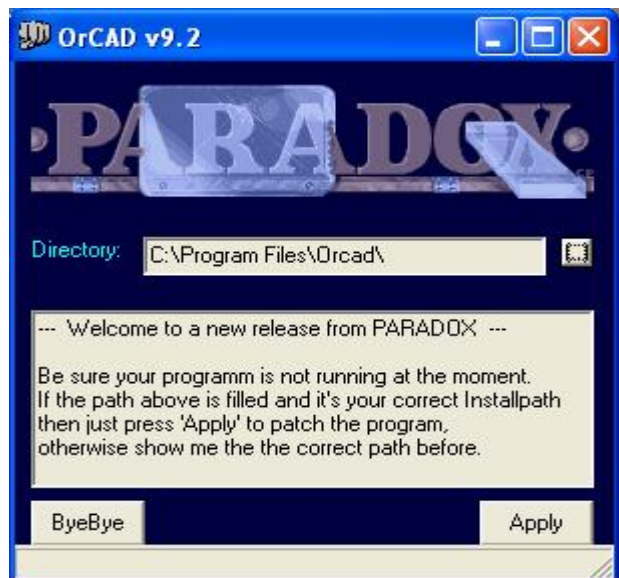 OrCAD v9.2
PARADOX
Directory:
C:\Program Files\Orcad\
--- Welcome to a new release from PARADOX ---
Be sure your programm is not running at the moment.
If the path above is filled and it's your correct Installpath
then just press 'Apply' to patch the program,
otherwise show me the the correct path before.
ByeBye
Apply